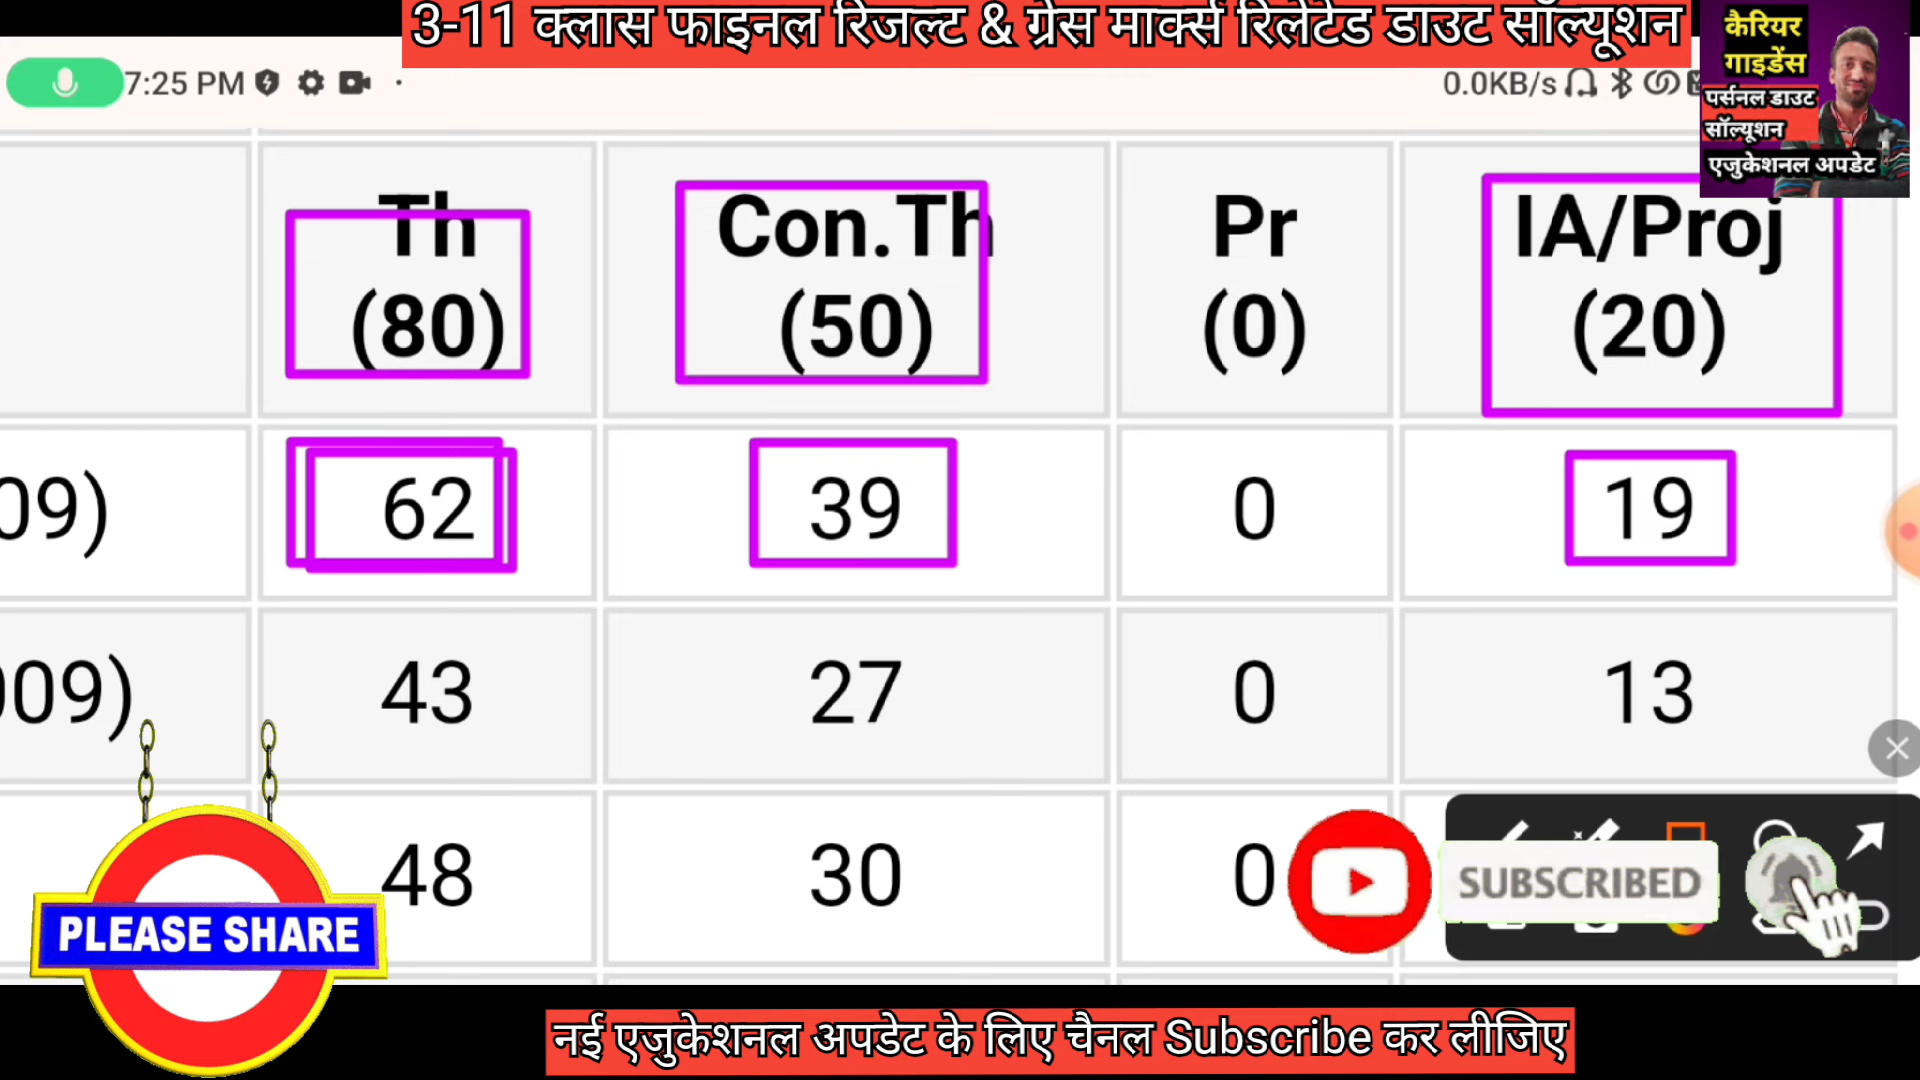 3-11 क्लास फाइनल रिजल्ट & ग्रेस मार्क्स रिलेटेड डाउट सॉल्यूशन
कैरियर
गाइडेंस
पर्सनल डाउट
सॉल्यूशन
एजुकेशनल अपडेट
7:25 PM
0.0KB/s
Th
(80)
Con.Th
(50)
Pr
(0)
IA/Proj
(20)
09)
62
39
0
19
009)
43
27
0
13
48
30
0
SUBSCRIBED
PLEASE SHARE
नई एजुकेशनल अपडेट के लिए चैनल Subscribe कर लीजिए